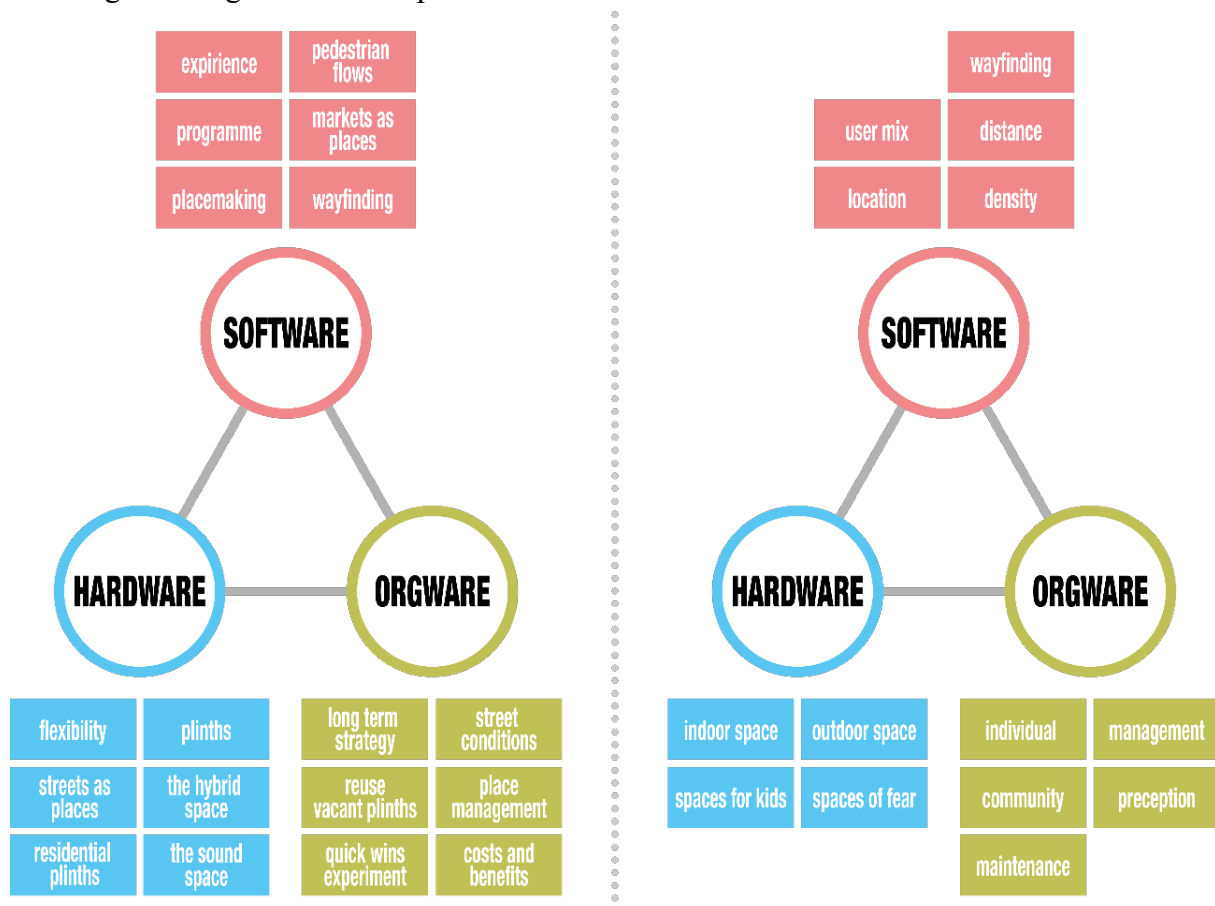 expirience
pedestrian
flows
programme
markets as
places
placemaking
wayfinding
SOFTWARE
HARDWARE
ORGWARE
flexibility
plinths
streets as
places
the hybrid
space
residential
plinths
the sound
space
long term
strategy
street
conditions
reuse
vacant plinths
place
management
quick wins
experiment
costs and
benefits
wayfinding
user mix
distance
location
density
SOFTWARE
HARDWARE
ORGWARE
indoor space
outdoor space
spaces for kids
spaces of fear
individual
management
community
preception
maintenance